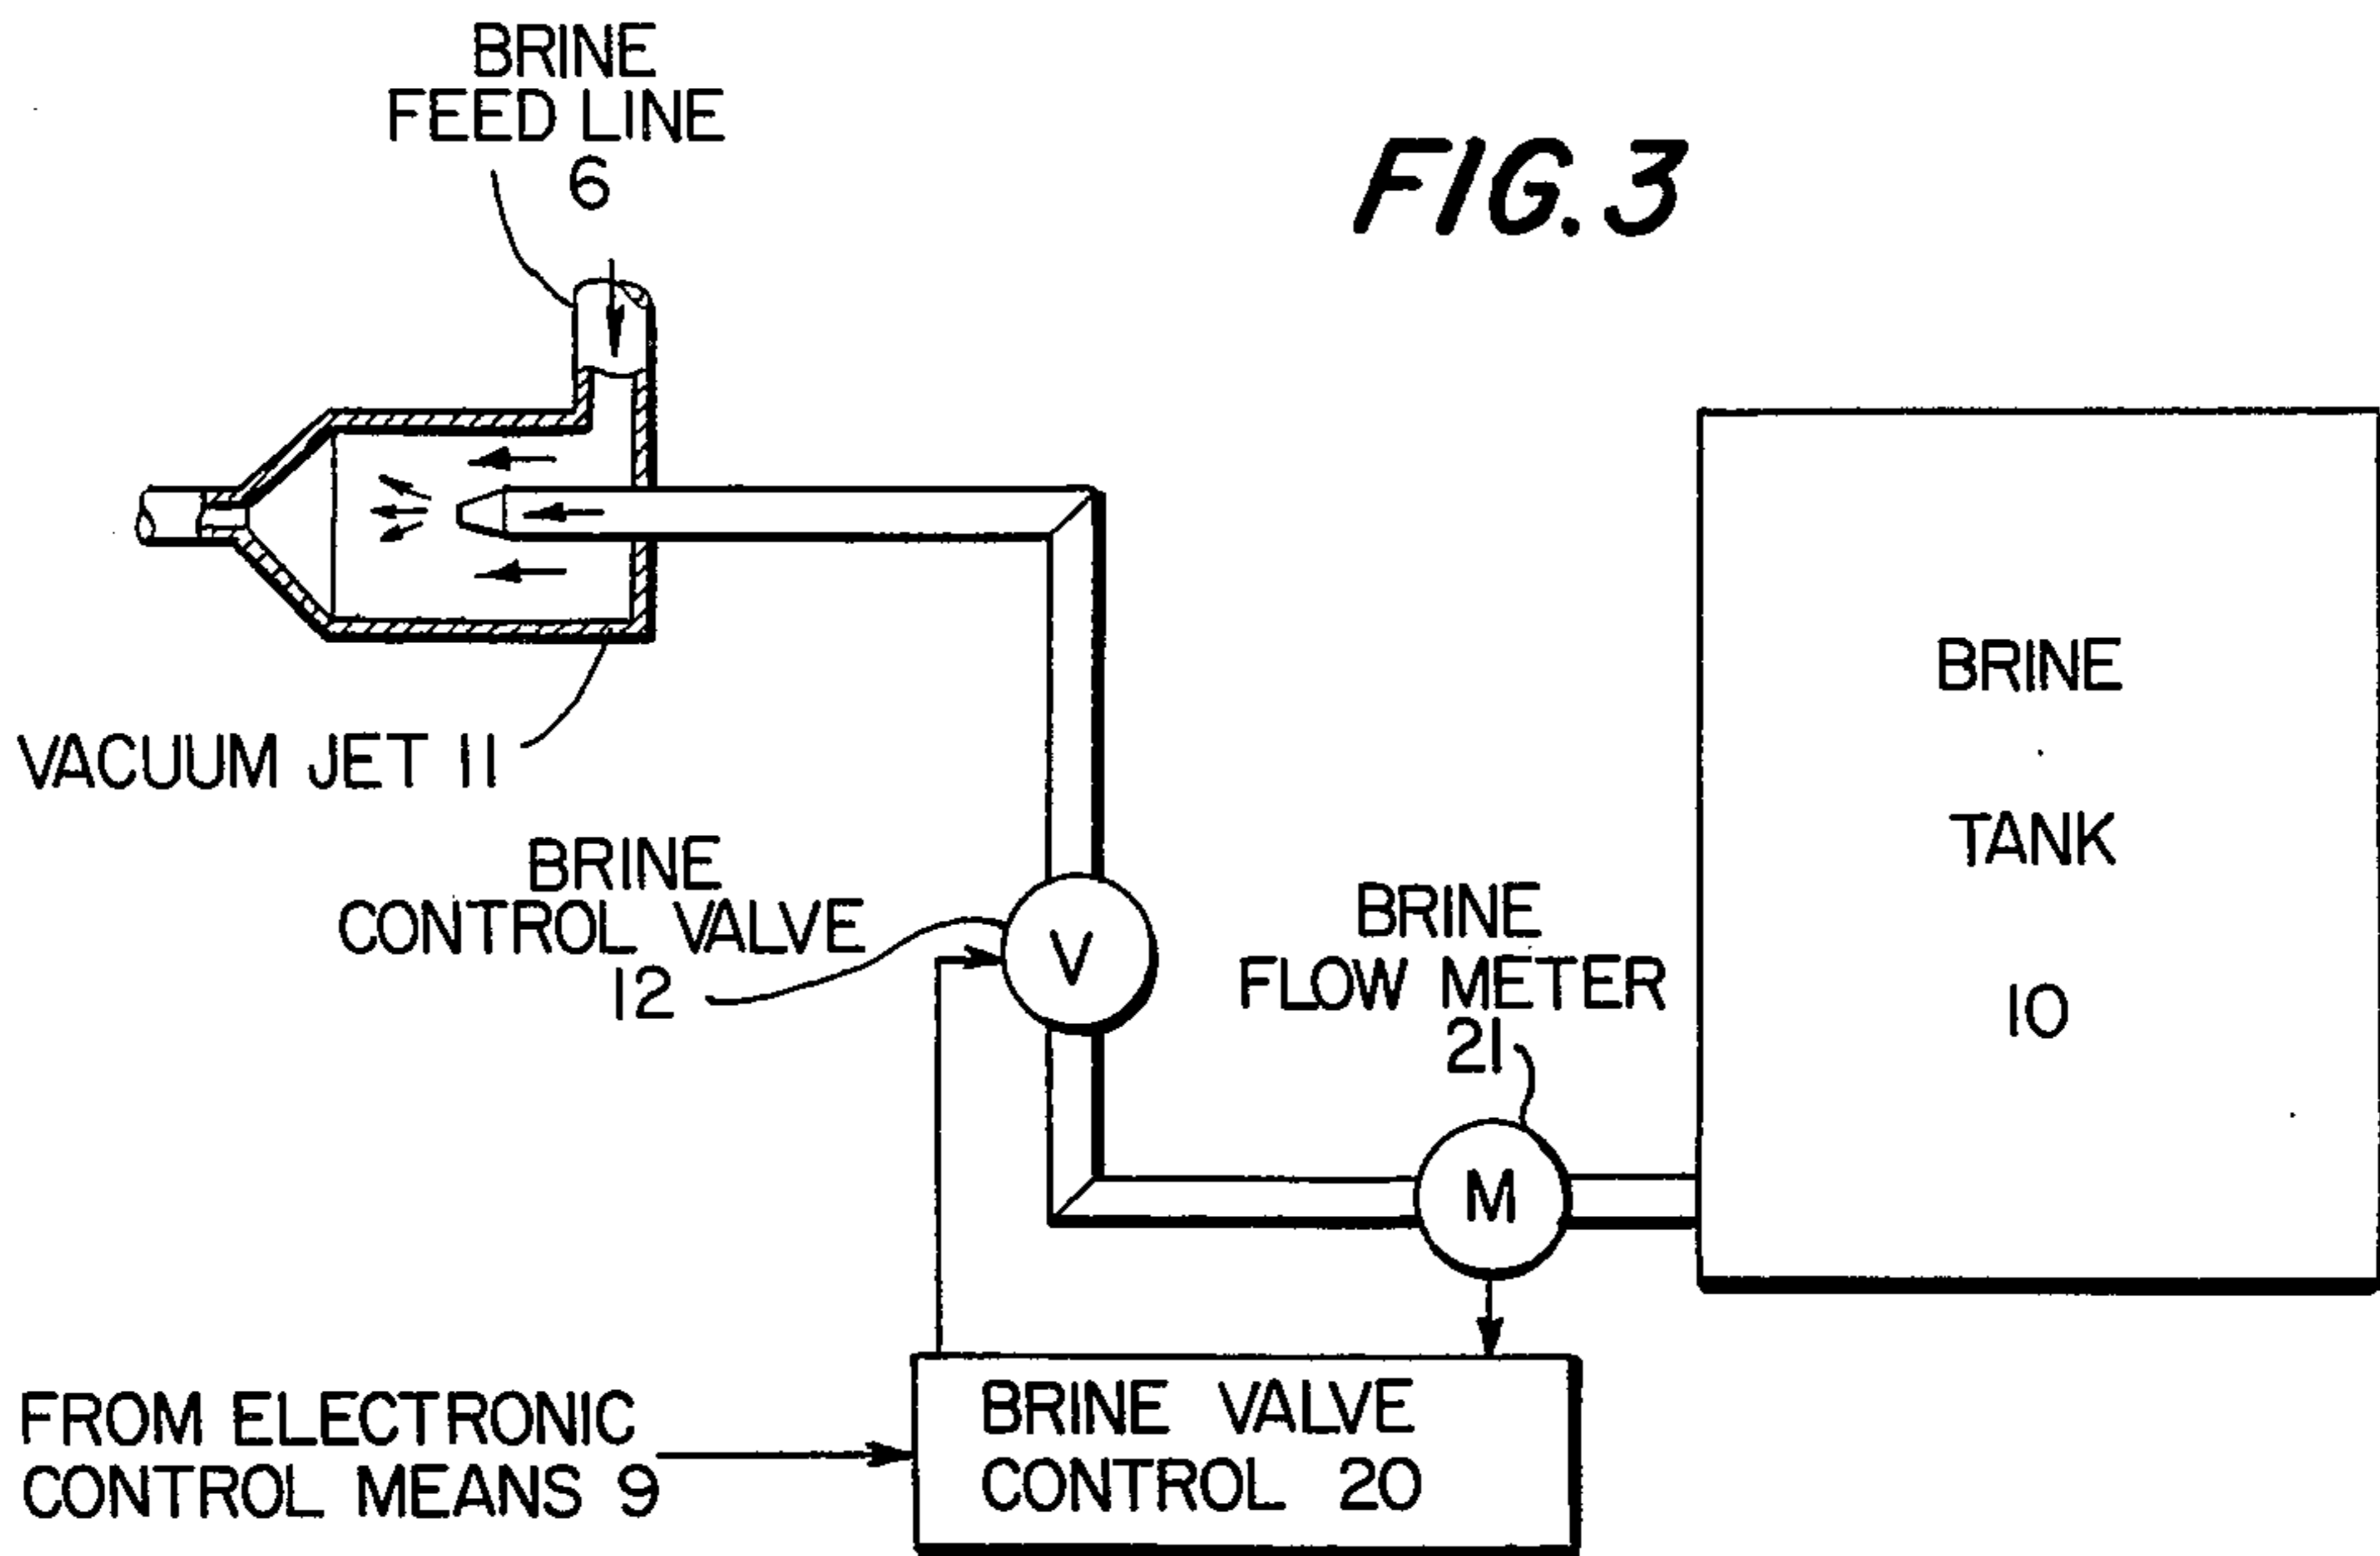 BRINE
FEED LINE
6
FIG. 3
VACUUM JET 11
BRINE
CONTROL VALVE
12
V
BRINE
FLOW METER
21
M
BRINE
TANK
10
FROM ELECTRONIC
CONTROL MEANS 9
BRINE VALVE
CONTROL 20